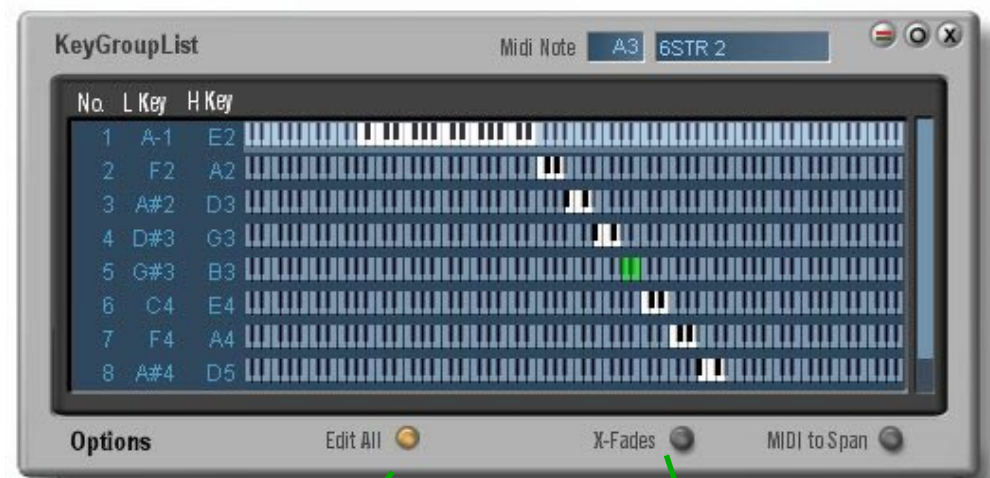 KeyGroupList Midi Note A3 6STR 2
No. L Key H Key
1 A-1 E2
2 F2 A2
3 A#2 D3
4 D#3 G3
5 G#3 B3
6 C4 E4
7 F4 A4
8 A#4 D5
Options Edit All X-Fades MIDI to Span